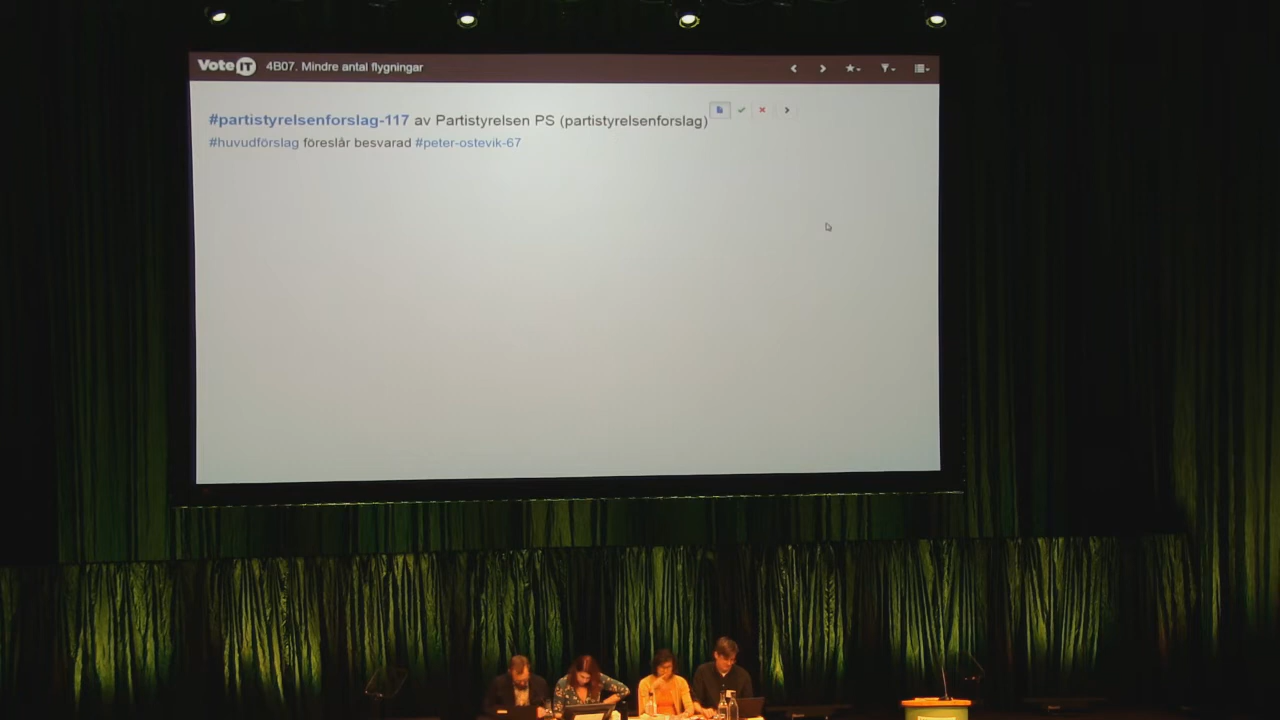 VoteIT 4B07. Mindre antal flygningar
#partistyrelsenforslag-117 av Partistyrelsen PS (partistyrelsenforslag)
#huvudförslag föreslår besvarad #peter-ostevik-67